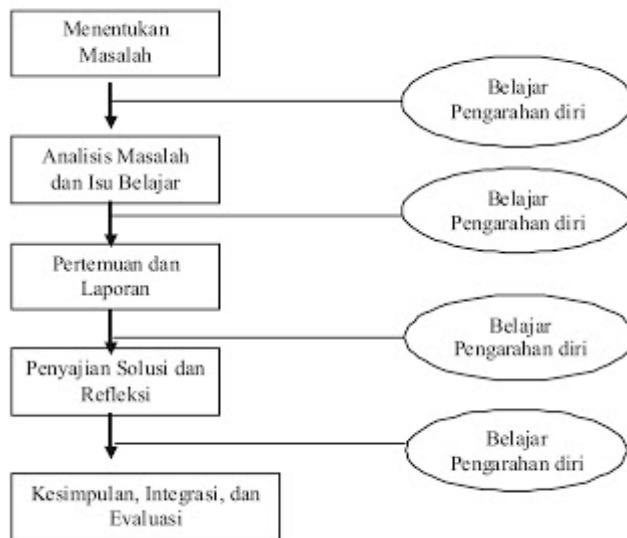 Menentukan
Masalah
Belajar
Pengarahan diri
Analisis Masalah
dan Isu Belajar
Belajar
Pengarahan diri
Pertemuan dan
Laporan
Belajar
Pengarahan diri
Penyajian Solusi dan
Refleksi
Belajar
Pengarahan diri
Kesimpulan, Integrasi, dan
Evaluasi